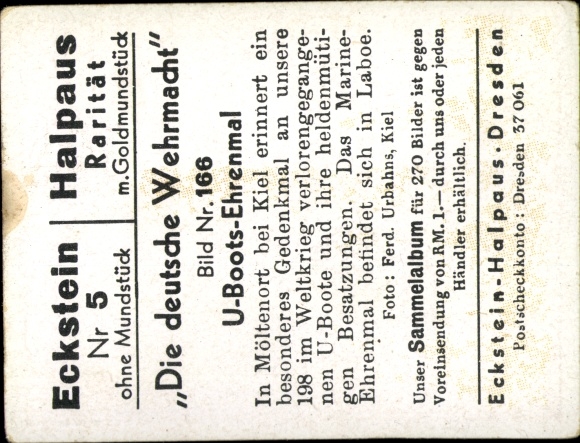 Eckstein
Nr 5
ohne Mundstück
Halpaus
Rarität
m. Goldmundstück
„Die deutsche Wehrmacht“
Bild Nr. 166
U-Boots-Ehrenmal
In Möltenort bei Kiel erinnert ein
besonderes Gedenkmal an unsere
198 im Weltkrieg verlorengegange-
nen U-Boote und ihre heldenmüti-
gen Besatzungen. Das Marine-
Ehrenmal befindet sich in Laboe.
Foto: Ferd. Urbahns, Kiel
Unser Sammelalbum für 270 Bilder ist gegen
Voreinsendung von RM. 1.— durch uns oder jeden
Händler erhältlich.
Eckstein-Halpaus · Dresden
Postscheckkonto: Dresden 37 061